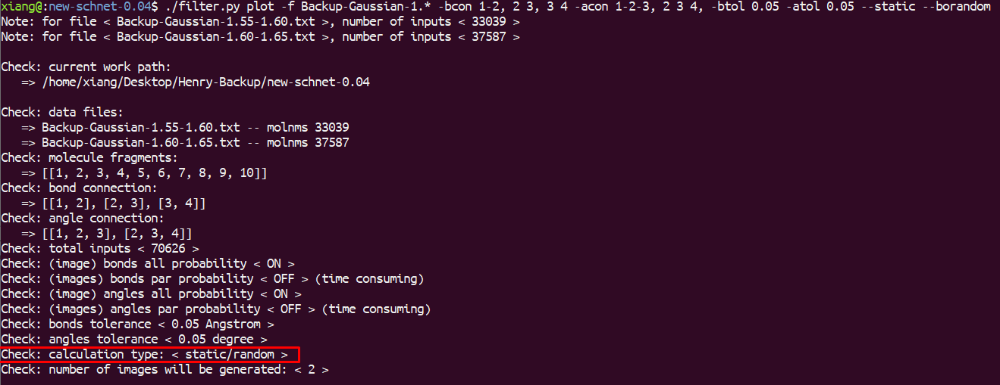 xiang@:new-schnet-0.04$ ./filter.py plot -f Backup-Gaussian-1.* -bcon 1-2, 2 3, 3 4 -acon 1-2-3, 2 3 4, -btol 0.05 -atol 0.05 --static --borandom
Note: for file < Backup-Gaussian-1.55-1.60.txt >, number of inputs < 33039 >
Note: for file < Backup-Gaussian-1.60-1.65.txt >, number of inputs < 37587 >
Check: current work path:
=> /home/xiang/Desktop/Henry-Backup/new-schnet-0.04
Check: data files:
=> Backup-Gaussian-1.55-1.60.txt -- molnms 33039
=> Backup-Gaussian-1.60-1.65.txt -- molnms 37587
Check: molecule fragments:
=> [[1, 2, 3, 4, 5, 6, 7, 8, 9, 10]]
Check: bond connection:
=> [[1, 2], [2, 3], [3, 4]]
Check: angle connection:
=> [[1, 2, 3], [2, 3, 4]]
Check: total inputs < 70626 >
Check: (image) bonds all probability < ON >
Check: (images) bonds par probability < OFF > (time consuming)
Check: (image) angles all probability < ON >
Check: (images) angles par probability < OFF > (time consuming)
Check: bonds tolerance < 0.05 Angstrom >
Check: angles tolerance < 0.05 degree >
Check: calculation type: < static/random >
Check: number of images will be generated: < 2 >